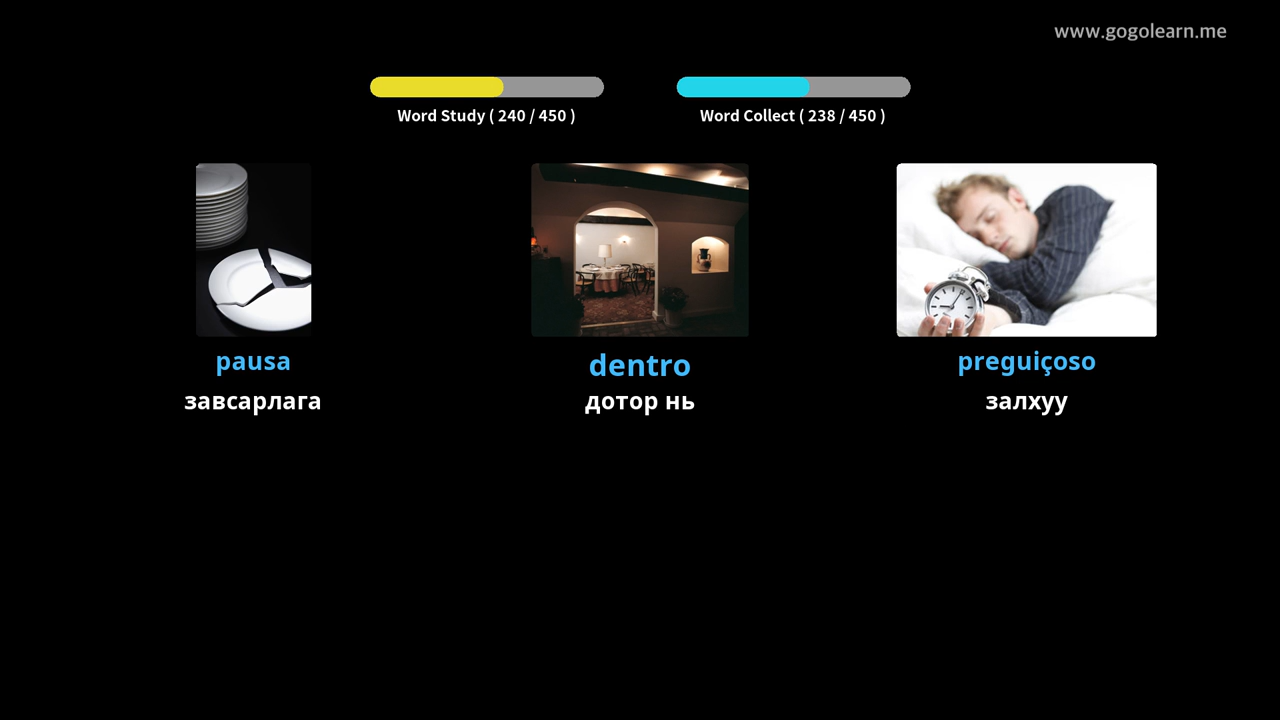 www.gogolearn.me
Word Study ( 240 / 450 )
Word Collect ( 238 / 450 )
pausa
завсарлага
dentro
дотор нь
preguiçoso
залхуу